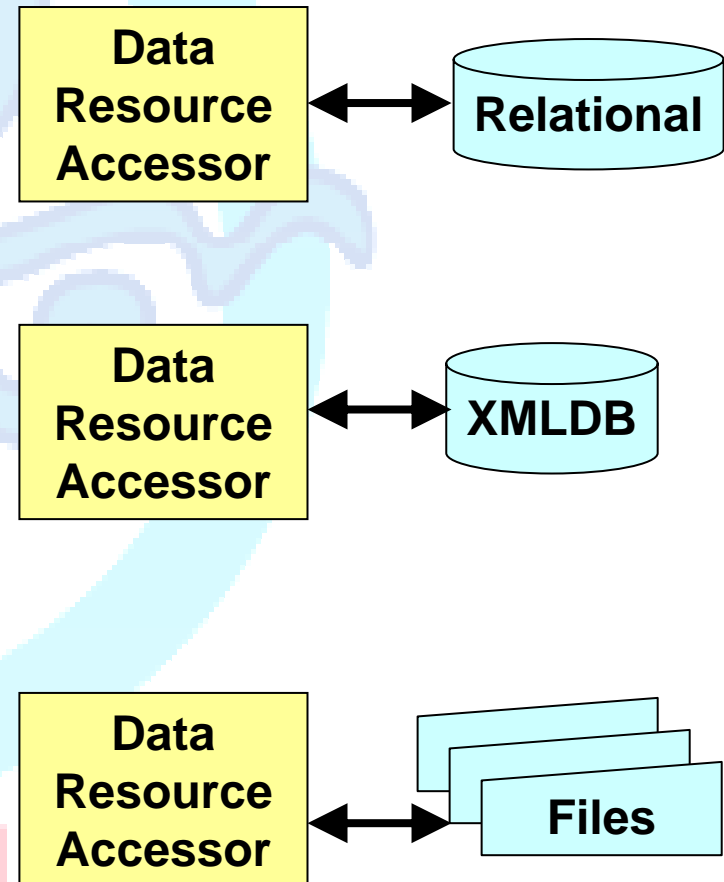 Data
Resource
Accessor
Relational
Data
Resource
Accessor
XMLDB
Data
Resource
Accessor
Files